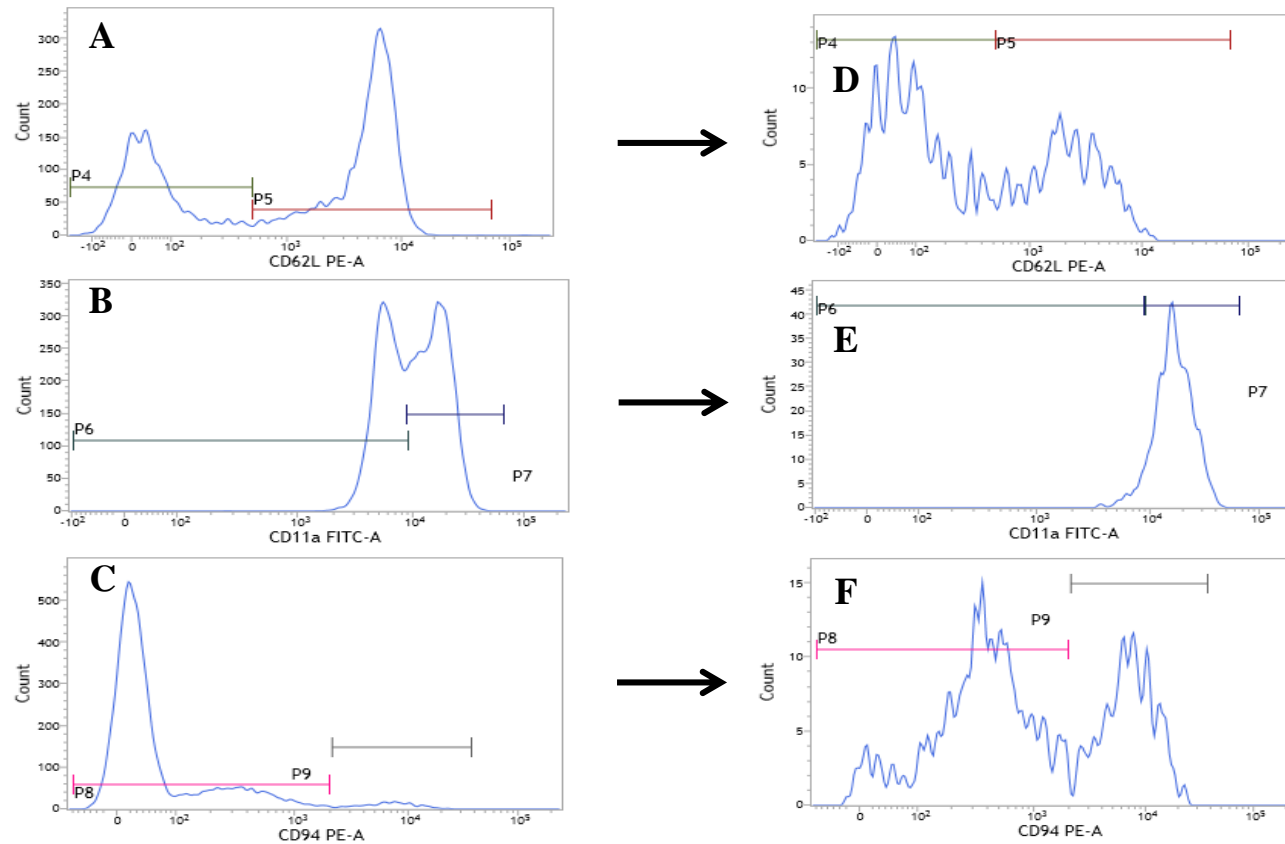 A
300
250
200
150
100
50
0
Count
P4
P5
-10²
0
10²
10³
10⁴
10⁵
CD62L PE-A
D
10
5
0
Count
P4
P5
-10²
0
10²
10³
10⁴
10⁵
CD62L PE-A
B
350
300
250
200
150
100
50
0
Count
P6
P7
-10²
0
10²
10³
10⁴
10⁵
CD11a FITC-A
E
45
40
35
30
25
20
15
10
5
0
Count
P6
P7
-10²
0
10²
10³
10⁴
10⁵
CD11a FITC-A
C
500
400
300
200
100
0
Count
P8
P9
0
10²
10³
10⁴
10⁵
CD94 PE-A
F
15
10
5
0
Count
P8
P9
0
10²
10³
10⁴
10⁵
CD94 PE-A